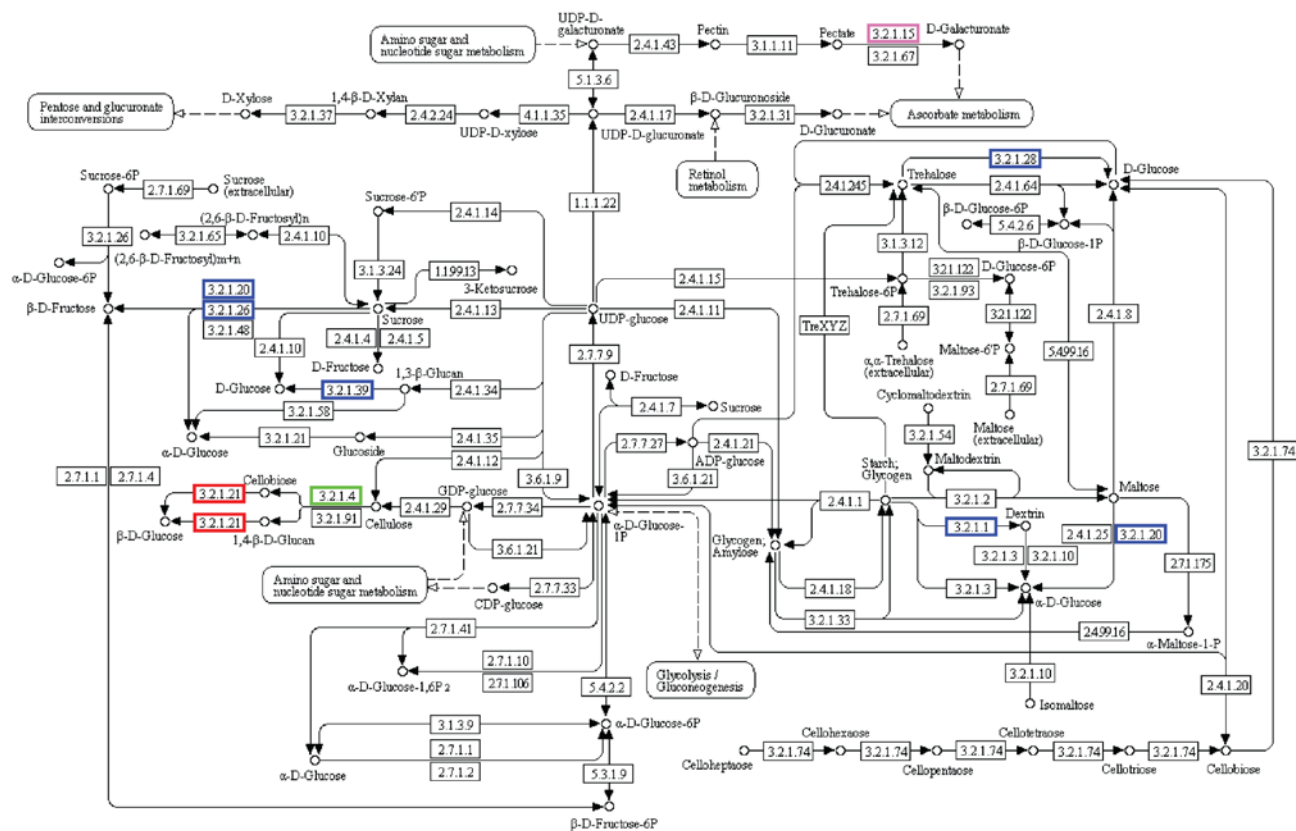 UDP-D-
galacturonate
Amino sugar and
nucleotide sugar metabolism
2.4.1.43
Pectin
3.1.1.11
Pectate
3.2.1.15
3.2.1.67
D-Galacturonate
5.1.3.6
Pentose and glucuronate
interconversions
D-Xylose
3.2.1.37
1,4-β-D-Xylan
2.4.2.24
UDP-D-xylose
4.1.1.35
UDP-D-glucuronate
2.4.1.17
β-D-Glucuronoside
3.2.1.31
D-Glucuronate
Ascorbate metabolism
Retinol
metabolism
Sucrose-6P
2.7.1.69
Sucrose
(extracellular)
3.2.1.26
α-D-Glucose-6P
(2,6-β-D-Fructosyl)n
3.2.1.65
2.4.1.10
(2,6-β-D-Fructosyl)m+n
Sucrose-6'P
2.4.1.14
1.1.1.22
3.1.3.24
1.1.99.13
3-Ketosucrose
Trehalose
3.2.1.28
D-Glucose
2.4.1.245
2.4.1.64
β-D-Glucose-6P
5.4.2.6
β-D-Glucose-1P
3.1.3.12
2.4.1.15
Trehalose-6P
3.2.1.122
3.2.1.93
D-Glucose-6P
β-D-Fructose
3.2.1.20
3.2.1.26
3.2.1.48
Sucrose
2.4.1.13
UDP-glucose
2.4.1.11
TreXYZ
2.7.1.69
3.2.1.122
2.4.1.8
2.4.1.10
2.4.1.4
2.4.1.5
D-Fructose
2.7.7.9
α,α-Trehalose
(extracellular)
Maltose-6'P
5.4.99.16
D-Glucose
3.2.1.39
1,3-β-Glucan
2.4.1.34
D-Fructose
2.4.1.7
Sucrose
2.7.1.69
Maltose
(extracellular)
Cyclomaltodextrin
3.2.1.54
Maltodextrin
3.2.1.58
α-D-Glucose
3.2.1.21
Glucoside
2.4.1.35
2.7.7.27
ADP-glucose
2.4.1.21
3.2.1.74
2.4.1.12
3.6.1.9
3.6.1.21
Starch;
Glycogen
2.7.1.1
2.7.1.4
Cellobiose
3.2.1.21
3.2.1.4
3.2.1.91
Cellulose
2.4.1.29
GDP-glucose
2.7.7.34
α-D-Glucose-
1P
2.4.1.1
3.2.1.2
Maltose
β-D-Glucose
3.2.1.21
1,4-β-D-Glucan
3.6.1.21
Glycogen;
Amylose
3.2.1.1
Dextrin
2.4.1.25
3.2.1.20
3.2.1.3
3.2.1.10
2.7.1.175
Amino sugar and
nucleotide sugar metabolism
CDP-glucose
2.7.7.33
2.4.1.18
3.2.1.3
α-D-Glucose
3.2.1.33
2.4.99.16
α-Maltose-1-P
2.7.1.41
2.7.1.10
2.7.1.106
α-D-Glucose-1,6P2
Glycolysis /
Gluconeogenesis
3.2.1.10
Isomaltose
2.4.1.20
5.4.2.2
3.1.3.9
α-D-Glucose-6P
2.7.1.1
2.7.1.2
α-D-Glucose
5.3.1.9
β-D-Fructose-6P
Celloheptaose
3.2.1.74
Cellohexaose
3.2.1.74
Cellopentaose
3.2.1.74
Cellotetraose
3.2.1.74
Cellotriose
3.2.1.74
Cellobiose